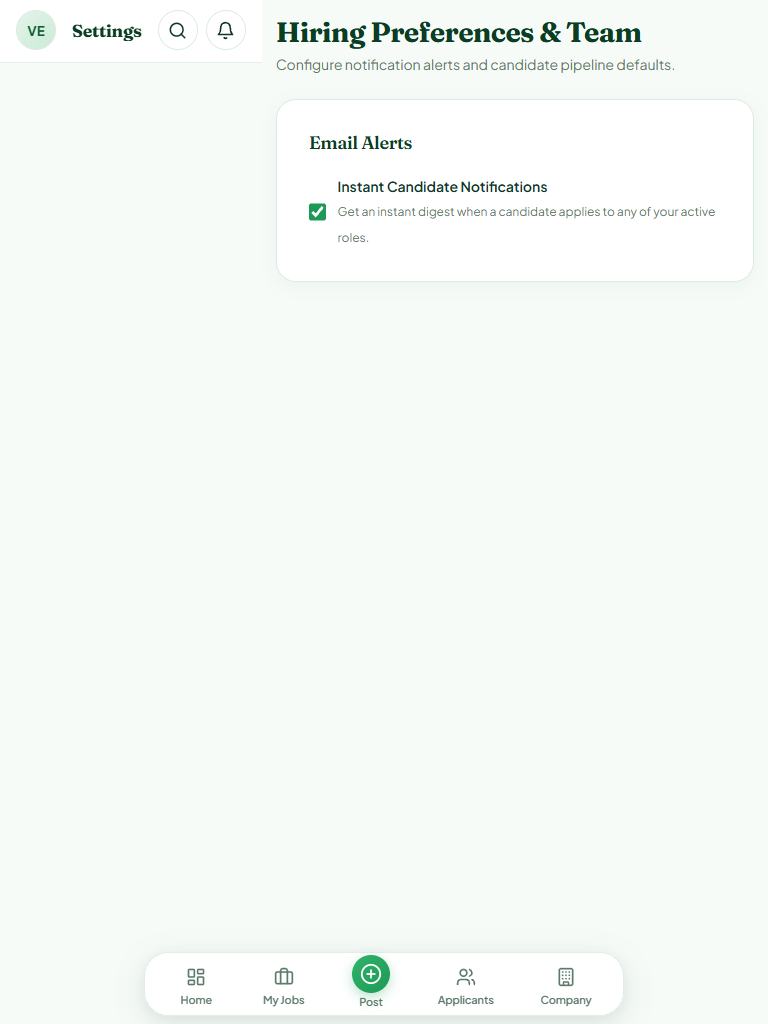 VE
Settings
Hiring Preferences & Team
Configure notification alerts and candidate pipeline defaults.
Email Alerts
Instant Candidate Notifications
Get an instant digest when a candidate applies to any of your active
roles.
Home
My Jobs
Post
Applicants
Company